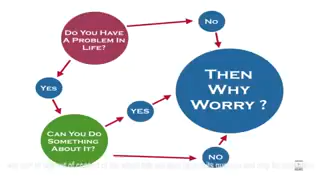 Do You Have
A Problem In
Life?
No
Yes
Then
Why
Worry ?
YES
Can You Do
Something
About It?
NO